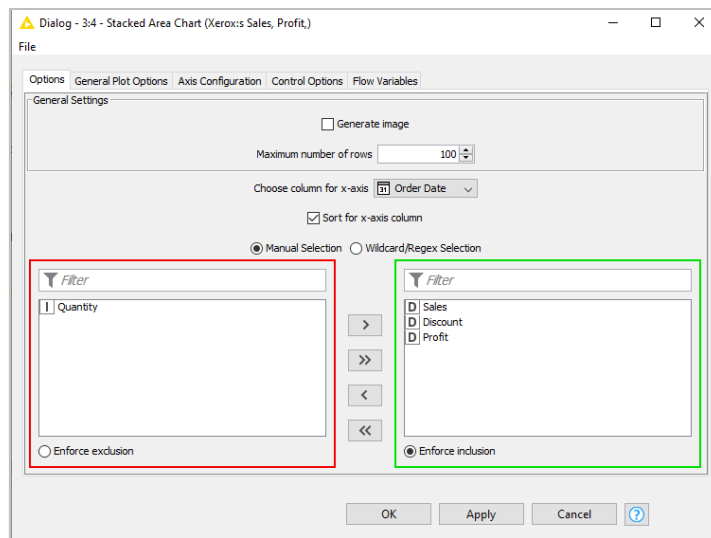 Dialog - 3:4 - Stacked Area Chart (Xerox:s Sales, Profit,)
File
Options General Plot Options Axis Configuration Control Options Flow Variables
General Settings
Generate image
Maximum number of rows 100
Choose column for x-axis 31 Order Date
Sort for x-axis column
Manual Selection Wildcard/Regex Selection
Filter Filter
I Quantity D Sales
D Discount
D Profit
>
>>
<
<<
Enforce exclusion Enforce inclusion
OK Apply Cancel ?